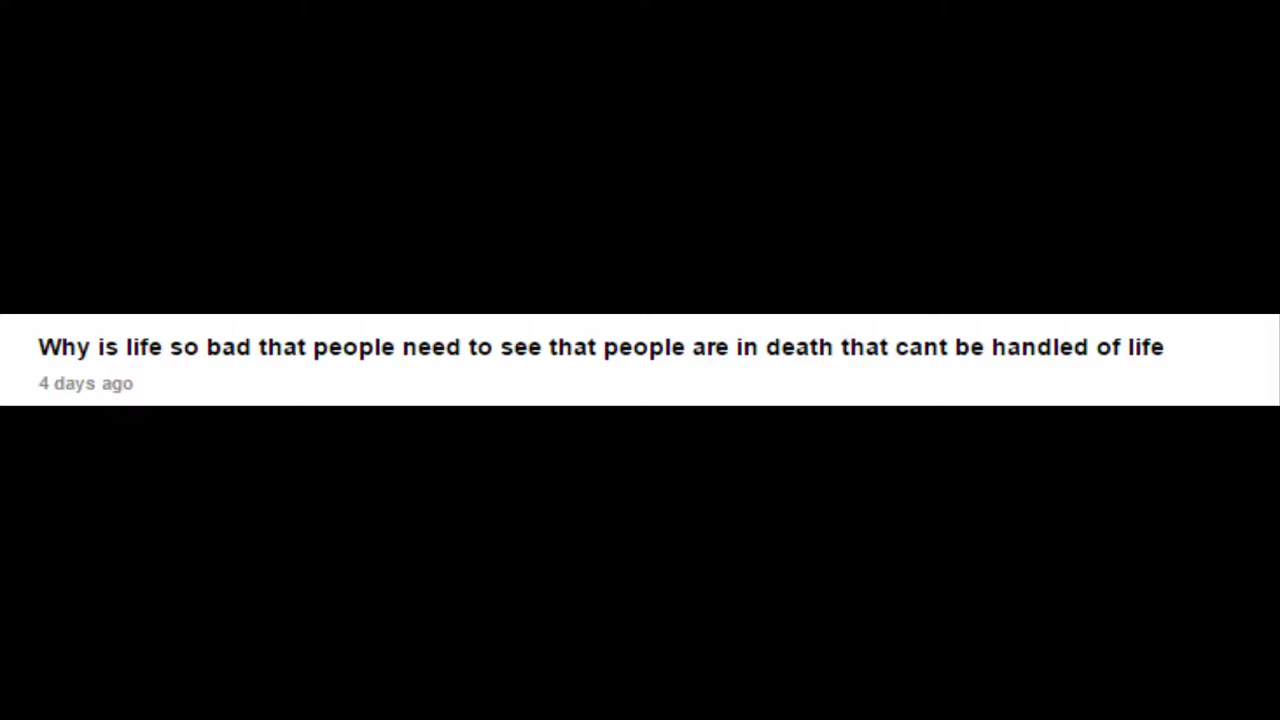 Why is life so bad that people need to see that people are in death that cant be handled of life
4 days ago